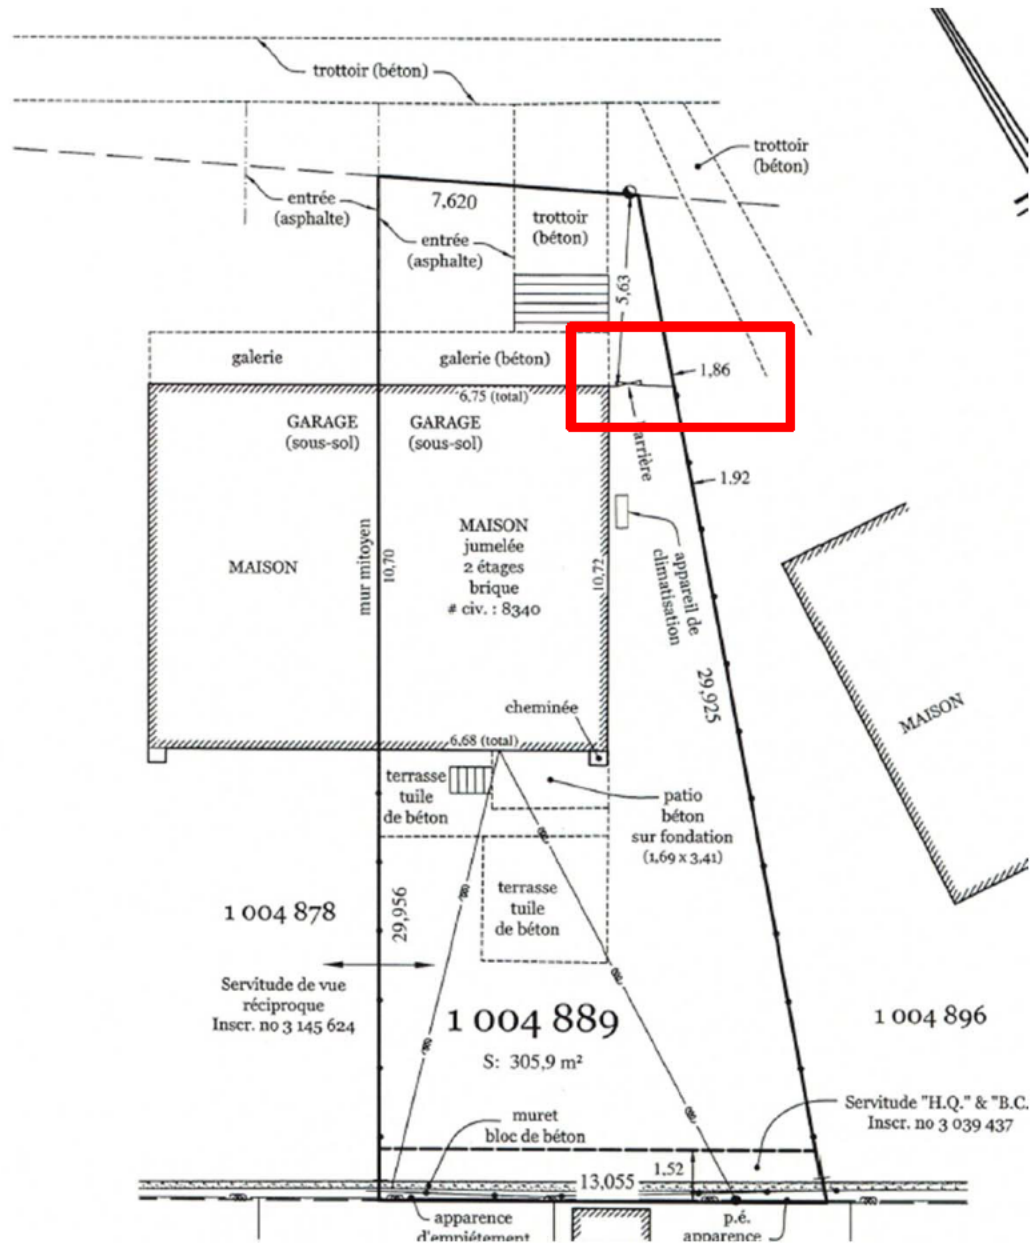 trottoir (béton)
trottoir
(béton)
entrée
(asphalte)
7,620
trottoir
(béton)
entrée
(asphalte)
5,63
galerie
galerie (béton)
1,86
6,75 (total)
GARAGE
(sous-sol)
GARAGE
(sous-sol)
1.92
MAISON
mur mitoyen
10,70
MAISON
jumelée
2 étages
brique
# civ. : 8340
10,72
appareil de
climatisation
29,925
MAISON
cheminée
6,68 (total)
terrasse
tuile
de béton
patio
béton
sur fondation
(1,69 x 3,41)
terrasse
tuile
de béton
1 004 878
29,956
Servitude de vue
réciproque
Inscr. no 3 145 624
1 004 889
S: 305,9 m²
1 004 896
Servitude "H.Q." & "B.C.
Inscr. no 3 039 437
muret
bloc de béton
1,52
13,055
apparence
d'empiétement
p.é.
apparence